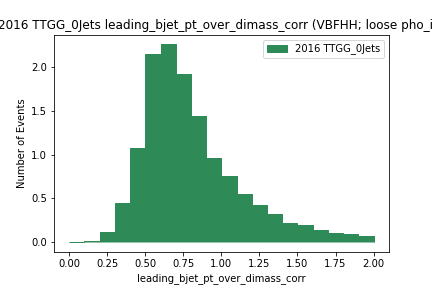 2016 TTGG_0Jets leading_bjet_pt_over_dimass_corr (VBFHH; loose pho_i
2016 TTGG_0Jets
Number of Events
2.0
1.5
1.0
0.5
0.0
0.00 0.25 0.50 0.75 1.00 1.25 1.50 1.75 2.00
leading_bjet_pt_over_dimass_corr